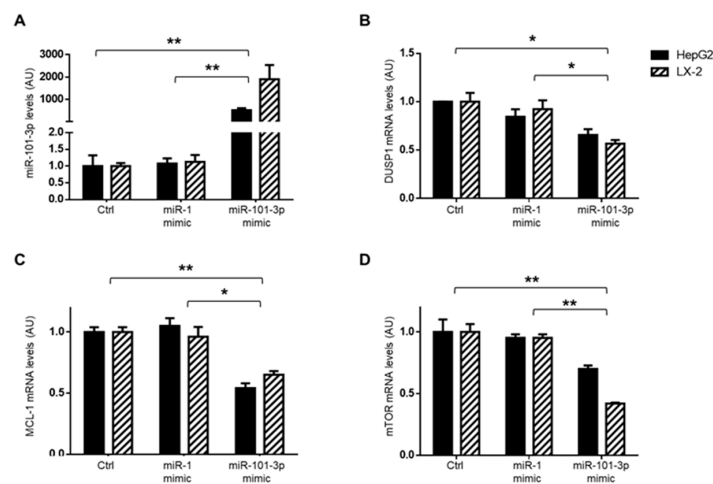 A
B
miR-101-3p levels (AU)
3000
2000
1000
2.0
1.5
1.0
0.5
0.0
**
**
Ctrl
miR-1
mimic
miR-101-3p
mimic
DUSP1 mRNA levels (AU)
1.5
1.0
0.5
*
*
HepG2
LX-2
Ctrl
miR-1
mimic
miR-101-3p
mimic
C
D
MCL-1 mRNA levels (AU)
1.0
0.5
0.0
**
*
Ctrl
miR-1
mimic
miR-101-3p
mimic
mTOR mRNA levels (AU)
1.0
0.5
0.0
**
**
Ctrl
miR-1
mimic
miR-101-3p
mimic